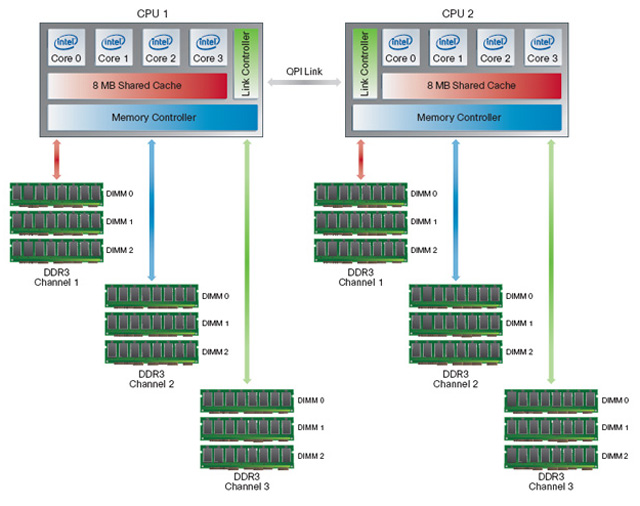 CPU 1
CPU 2
intel
Core 0
intel
Core 1
intel
Core 2
intel
Core 3
Link Controller
8 MB Shared Cache
Memory Controller
QPI Link
Link Controller
intel
Core 0
intel
Core 1
intel
Core 2
intel
Core 3
8 MB Shared Cache
Memory Controller
DIMM 0
DIMM 1
DIMM 2
DDR3
Channel 1
DIMM 0
DIMM 1
DIMM 2
DDR3
Channel 2
DIMM 0
DIMM 1
DIMM 2
DDR3
Channel 3
DIMM 0
DIMM 1
DIMM 2
DDR3
Channel 1
DIMM 0
DIMM 1
DIMM 2
DDR3
Channel 2
DIMM 0
DIMM 1
DIMM 2
DDR3
Channel 3